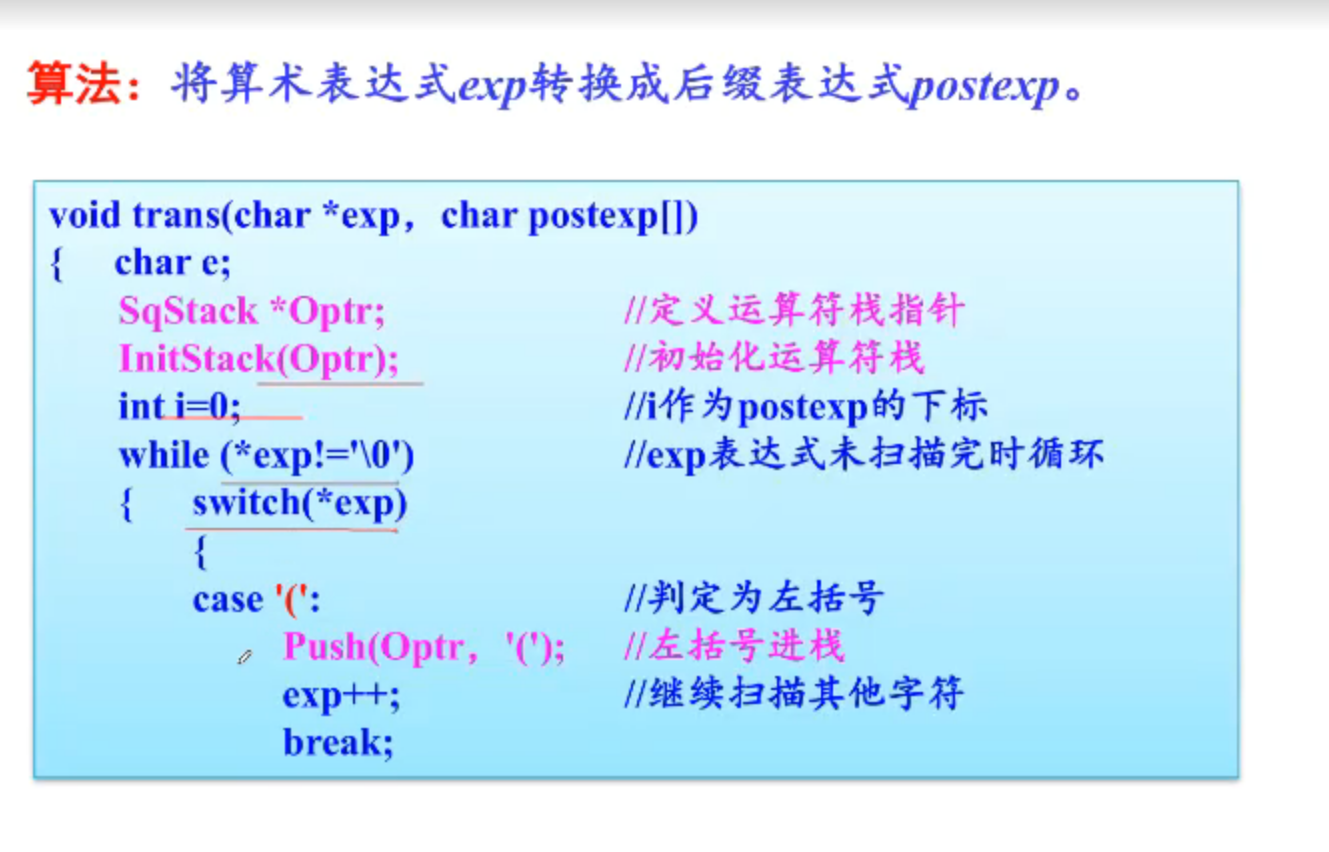 算法：将算术表达式exp转换成后缀表达式postexp。
void trans(char *exp，char postexp[])
{ char e;
SqStack *Optr; //定义运算符栈指针
InitStack(Optr); //初始化运算符栈
int i=0; //i作为postexp的下标
while (*exp!='\0') //exp表达式未扫描完时循环
{ switch(*exp)
{
case '(': //判定为左括号
Push(Optr，'('); //左括号进栈
exp++; //继续扫描其他字符
break;